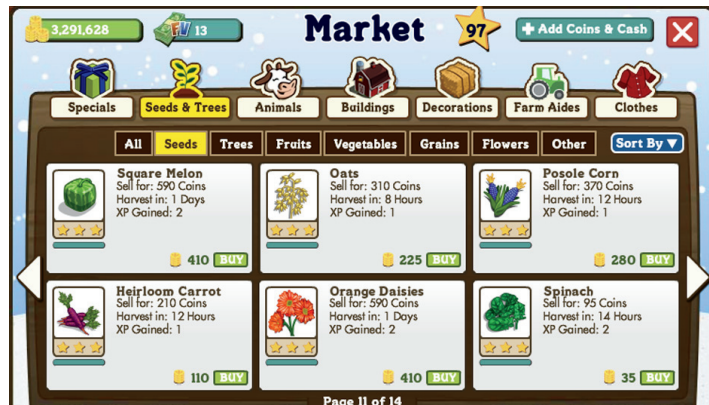 3,291,628
FV 13
Market
97
+ Add Coins & Cash
Specials
Seeds & Trees
Animals
Buildings
Decorations
Farm Aides
Clothes
All
Seeds
Trees
Fruits
Vegetables
Grains
Flowers
Other
Sort By ▼
Square Melon
Sell for: 590 Coins
Harvest in: 1 Days
XP Gained: 2
410 BUY
Oats
Sell for: 310 Coins
Harvest in: 8 Hours
XP Gained: 1
225 BUY
Posole Corn
Sell for: 370 Coins
Harvest in: 12 Hours
XP Gained: 1
280 BUY
Heirloom Carrot
Sell for: 210 Coins
Harvest in: 12 Hours
XP Gained: 1
110 BUY
Orange Daisies
Sell for: 590 Coins
Harvest in: 1 Days
XP Gained: 2
410 BUY
Spinach
Sell for: 95 Coins
Harvest in: 14 Hours
XP Gained: 2
35 BUY
Page 11 of 14